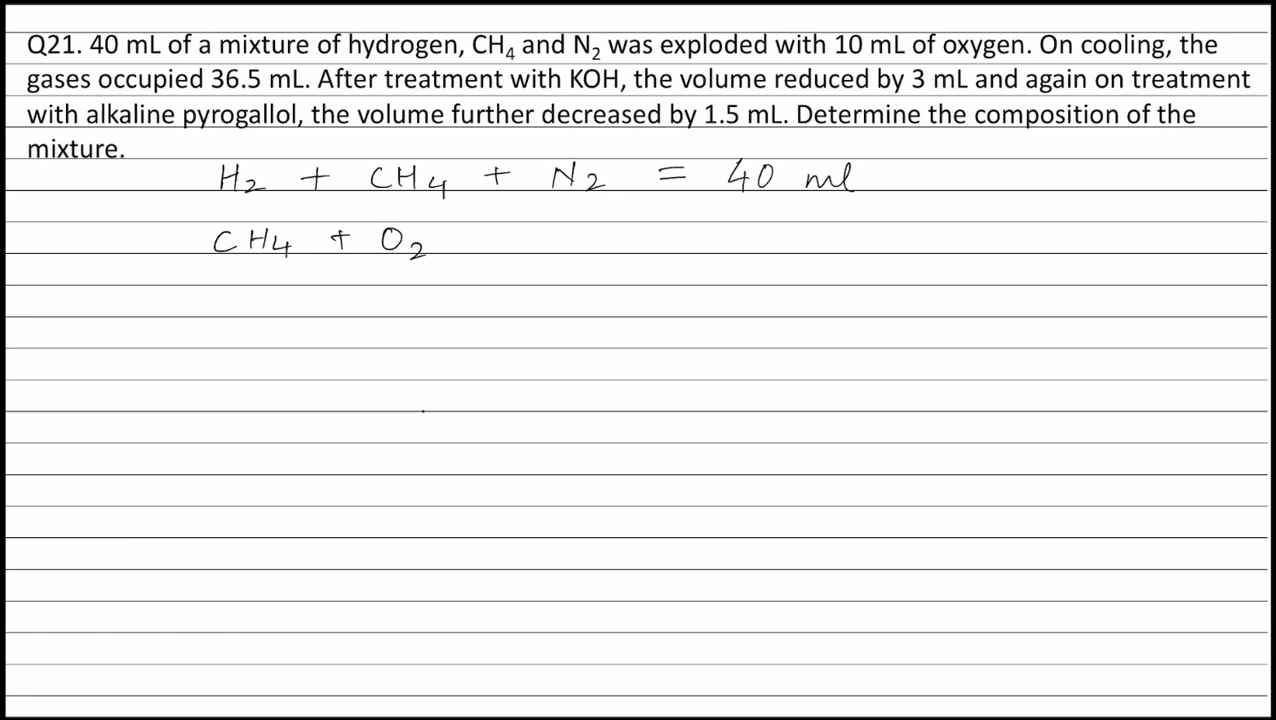 Q21. 40 mL of a mixture of hydrogen, CH₄ and N₂ was exploded with 10 mL of oxygen. On cooling, the
gases occupied 36.5 mL. After treatment with KOH, the volume reduced by 3 mL and again on treatment
with alkaline pyrogallol, the volume further decreased by 1.5 mL. Determine the composition of the
mixture.
H₂ + CH₄ + N₂ = 40 ml
CH₄ + O₂